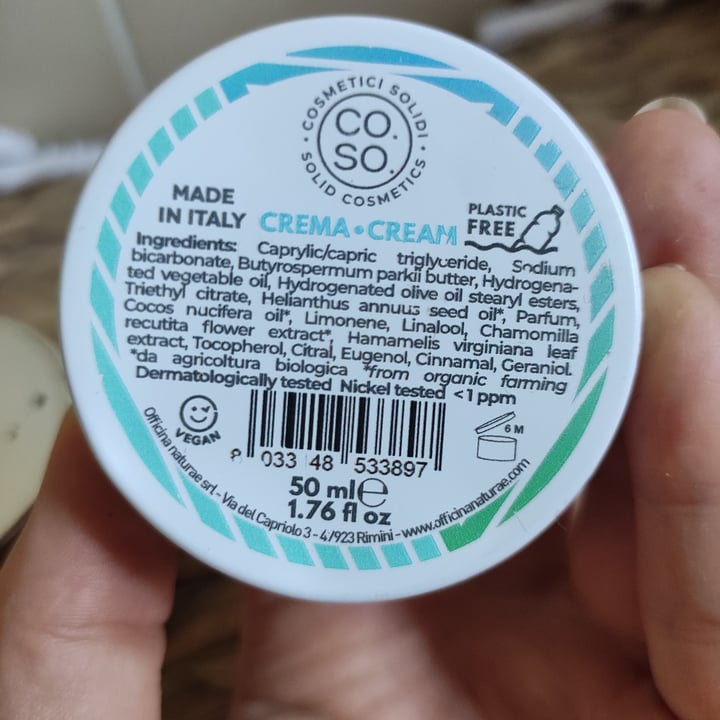 · COSMETICI SOLIDI ·
CO.
SO.
SOLID COSMETICS
MADE
IN ITALY
CREMA • CREAM
PLASTIC
FREE
Ingredients: Caprylic/capric triglyceride, Sodium
bicarbonate, Butyrospermum parkii butter, Hydrogena-
ted vegetable oil, Hydrogenated olive oil stearyl esters,
Triethyl citrate, Helianthus annuus seed oil*, Parfum,
Cocos nucifera oil*, Limonene, Linalool, Chamomilla
recutita flower extract*, Hamamelis virginiana leaf
extract, Tocopherol, Citral, Eugenol, Cinnamal, Geraniol.
*da agricoltura biologica *from organic farming
Dermatologically tested Nickel tested <1 ppm
VEGAN
033 48 533897
6 M
50 ml ℮
1.76 fl oz
Officina naturae srl - Via del Capriolo 3 - 47923 Rimini - www.officinanaturae.com